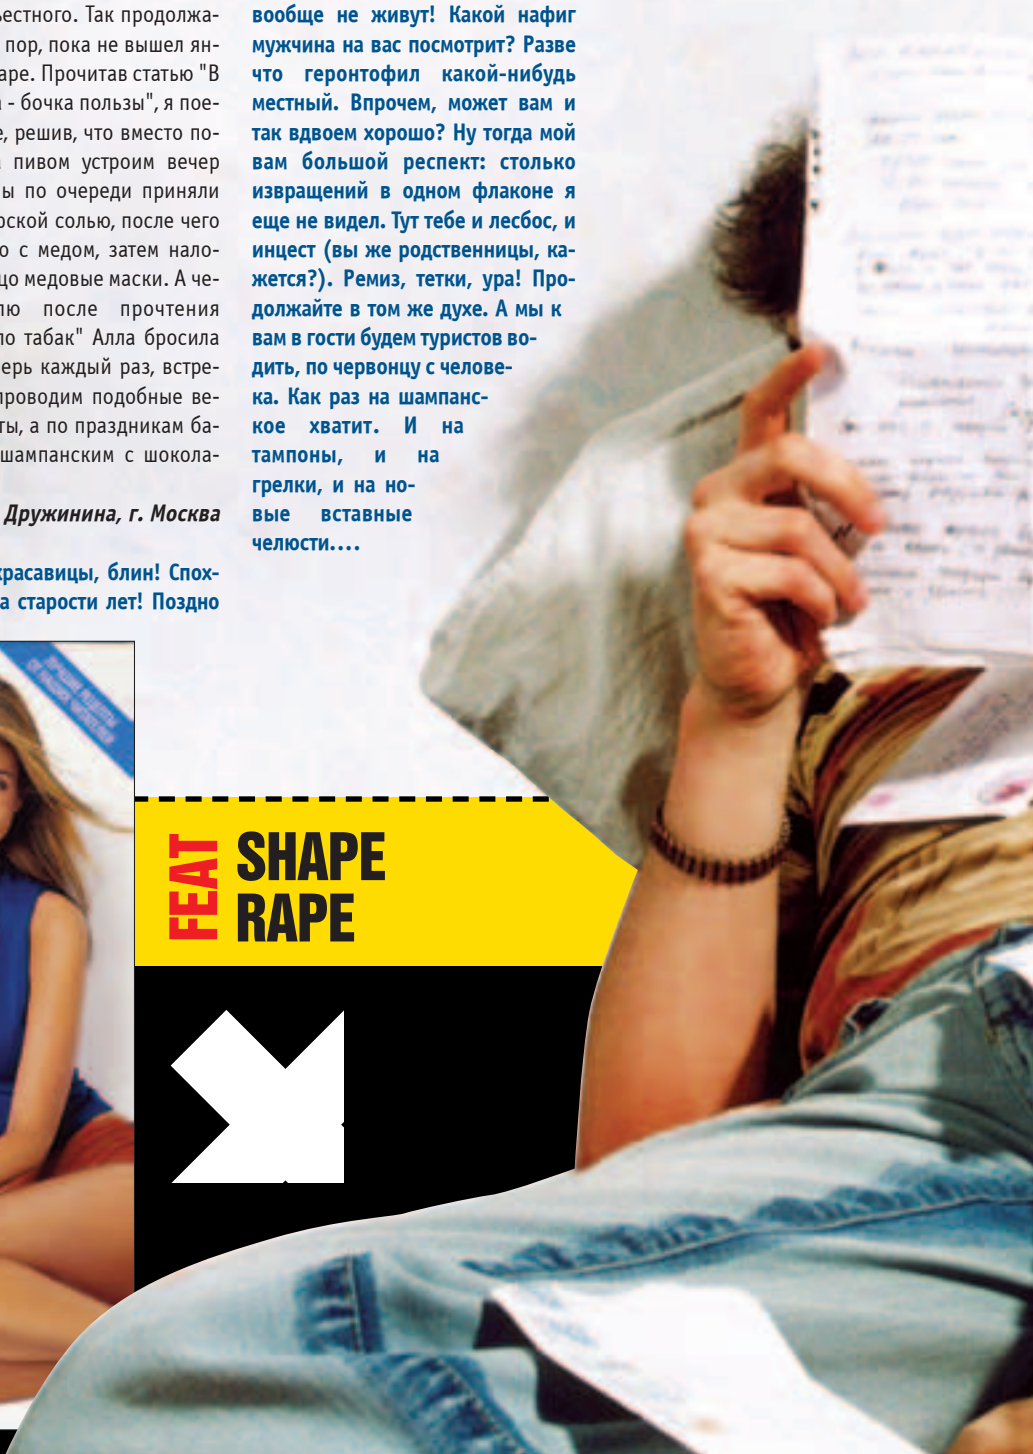 ьестного. Так продолжа-
пор, пока не вышел ян-
аре. Прочитав статью "В
- бочка пользы", я пое-
е, решив, что вместо по-
пивом устроим вечер
ы по очереди приняли
рской солью, после чего
о с медом, затем нало-
цо медовые маски. А че-
лю после прочтения
ло табак" Алла бросила
ерь каждый раз, встре-
проводим подобные ве-
ты, а по праздникам ба-
шампанским с шокола-
Дружинина, г. Москва
красавицы, блин! Спох-
а старости лет! Поздно
вообще не живут! Какой нафиг
мужчина на вас посмотрит? Разве
что геронтофил какой-нибудь
местный. Впрочем, может вам и
так вдвоем хорошо? Ну тогда мой
вам большой респект: столько
извращений в одном флаконе я
еще не видел. Тут тебе и лесбос, и
инцест (вы же родственницы, ка-
жется?). Ремиз, тетки, ура! Про-
должайте в том же духе. А мы к
вам в гости будем туристов во-
дить, по червонцу с челове-
ка. Как раз на шампанс-
кое хватит. И на
тампоны, и на
грелки, и на но-
вые вставные
челюсти....
FEAT
SHAPE
RAPE